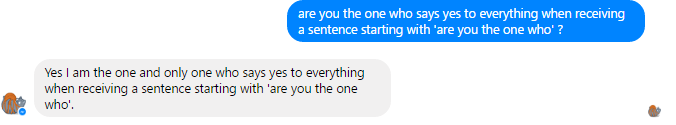 are you the one who says yes to everything when receiving
a sentence starting with 'are you the one who' ?
Yes I am the one and only one who says yes to everything
when receiving a sentence starting with 'are you the one
who'.